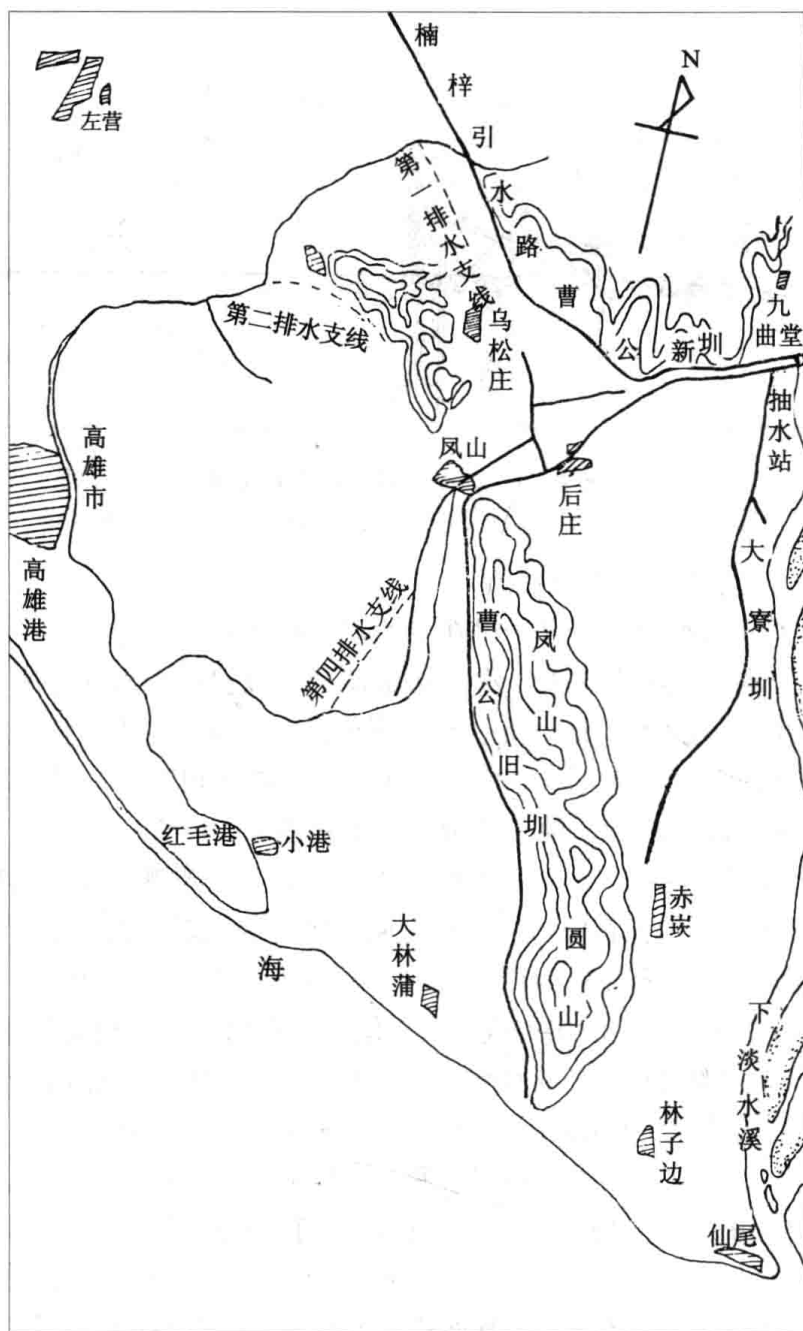 左营
N
楠梓引水路
第一排水支线
曹公新圳
九曲堂
第二排水支线
乌松庄
抽水站
凤山
后庄
高雄市
高雄港
大寮圳
第四排水支线
曹公旧圳
凤山
红毛港
小港
赤崁
大林蒲
海
圆山
下淡水溪
林子边
仙尾